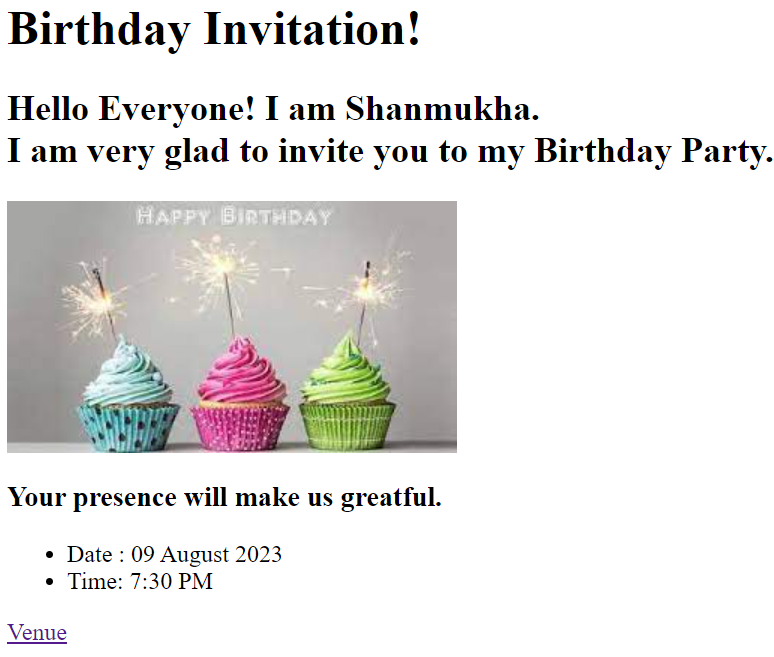 Birthday Invitation!
Hello Everyone! I am Shanmukha.
I am very glad to invite you to my Birthday Party.
Happy Birthday
Your presence will make us greatful.
• Date : 09 August 2023
• Time: 7:30 PM
Venue